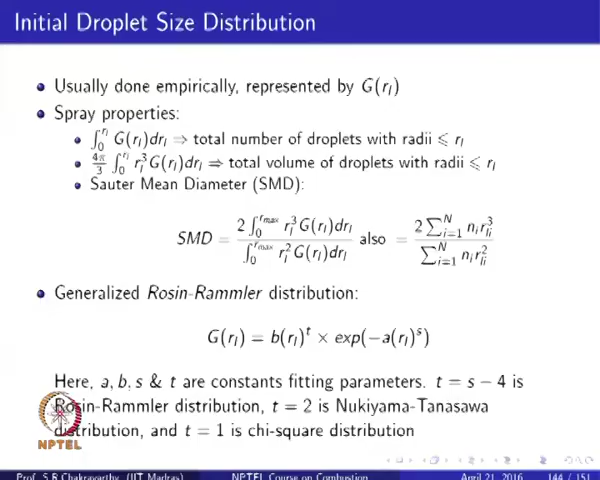 Initial Droplet Size Distribution
• Usually done empirically, represented by G(r_l)
• Spray properties:
• ∫_0^{r_l} G(r_l)dr_l ⇒ total number of droplets with radii ⩽ r_l
• 4π/3 ∫_0^{r_l} r_l^3 G(r_l)dr_l ⇒ total volume of droplets with radii ⩽ r_l
• Sauter Mean Diameter (SMD):
SMD = 2 ∫_0^{r_max} r_l^3 G(r_l)dr_l / ∫_0^{r_max} r_l^2 G(r_l)dr_l also = 2 ∑_{i=1}^N n_i r_{li}^3 / ∑_{i=1}^N n_i r_{li}^2
• Generalized Rosin-Rammler distribution:
G(r_l) = b(r_l)^t × exp(−a(r_l)^s)
Here, a, b, s & t are constants fitting parameters. t = s − 4 is
Rosin-Rammler distribution, t = 2 is Nukiyama-Tanasawa
distribution, and t = 1 is chi-square distribution
NPTEL
Prof. S R Chakravarthy (IIT Madras) NPTEL Course on Combustion April 21, 2016 144 / 151